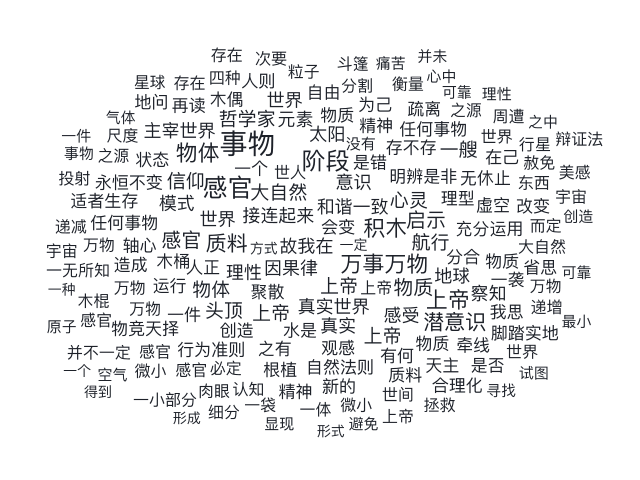 存在 次要 斗篷 痛苦 并未
星球 存在 四种 人则 粒子 自由 分割 衡量 心中
地问 再读 木偶 世界 为己 疏离 之源 可靠 理性
气体 哲学家 元素 物质 精神 任何事物 周遭 之中
一件 尺度 主宰世界 事物 太阳 没有 存不存 一艘 世界 行星 辩证法
事物 之源 状态 物体 一个 阶段 是错 在己 赦免
投射 永恒不变 信仰 感官 大自然 世人 意识 明辨是非 无休止 东西 美感
适者生存 模式 和谐一致 心灵 理型 虚空 改变 宇宙
递减 任何事物 世界 接连起来 会变 积木 启示 充分运用 而定 创造
宇宙 万物 轴心 感官 质料 方式 故我在 一定 航行 分合 物质 大自然
一无所知 造成 木桶 人正 理性 因果律 万事万物 地球 一袭 省思 可靠
一种 万物 运行 物体 聚散 上帝 上帝 物质 上帝 察知 万物
木棍 万物 一件 头顶 上帝 真实世界 感受 潜意识 我思 递增
原子 感官 物竞天择 创造 水是 真实 上帝 脚踏实地 最小
并不一定 感官 行为准则 之有 观感 有何 物质 牵线 世界
一个 空气 微小 感官 必定 根植 自然法则 质料 天主 是否 试图
得到 一小部分 肉眼 认知 精神 新的 世间 合理化 寻找
形成 细分 一袋 一体 微小 上帝 拯救
显现 形式 避免